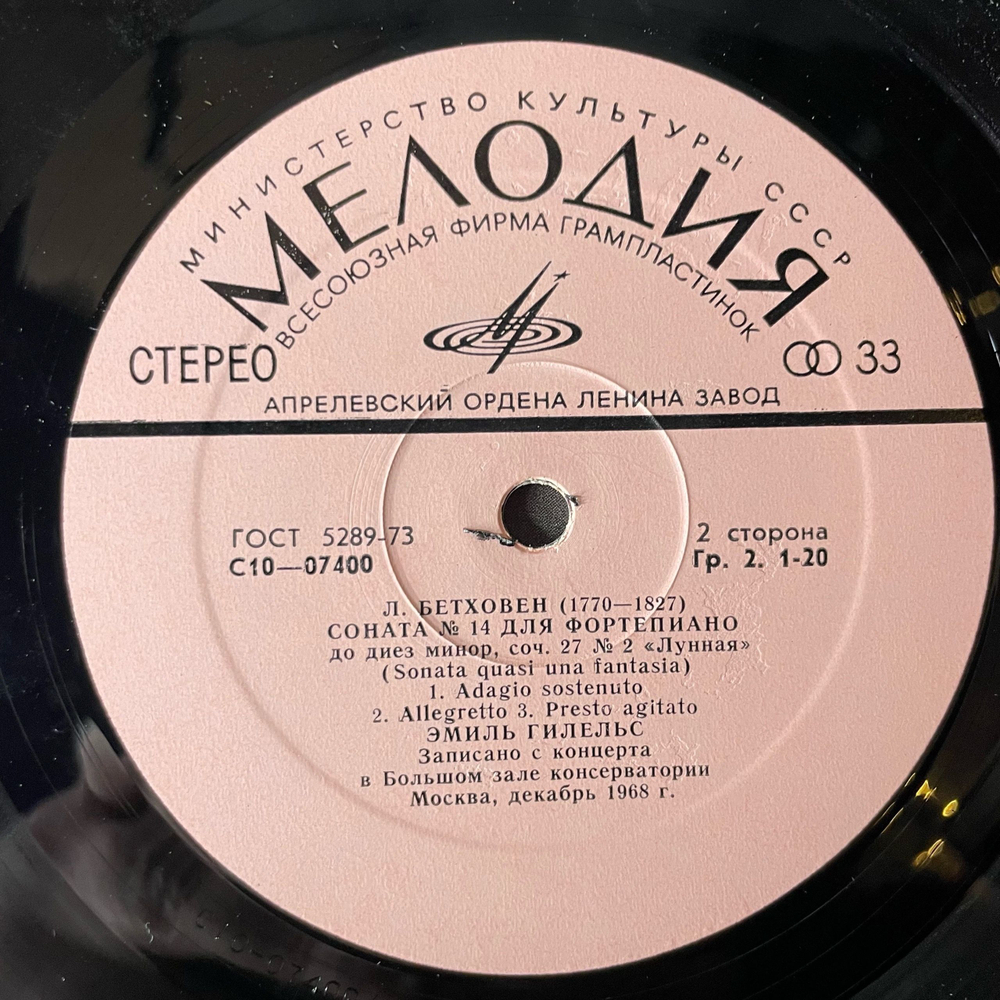 МИНИСТЕРСТВО КУЛЬТУРЫ СССР
МЕЛОДИЯ
ВСЕСОЮЗНАЯ ФИРМА ГРАМПЛАСТИНОК
СТЕРЕО
33
АПРЕЛЕВСКИЙ ОРДЕНА ЛЕНИНА ЗАВОД
ГОСТ 5289-73
2 сторона
С10—07400
Гр. 2. 1-20
Л. БЕТХОВЕН (1770—1827)
СОНАТА № 14 ДЛЯ ФОРТЕПИАНО
до диез минор, соч. 27 № 2 «Лунная»
(Sonata quasi una fantasia)
1. Adagio sostenuto
2. Allegretto 3. Presto agitato
ЭМИЛЬ ГИЛЕЛЬС
Записано с концерта
в Большом зале консерватории
Москва, декабрь 1968 г.